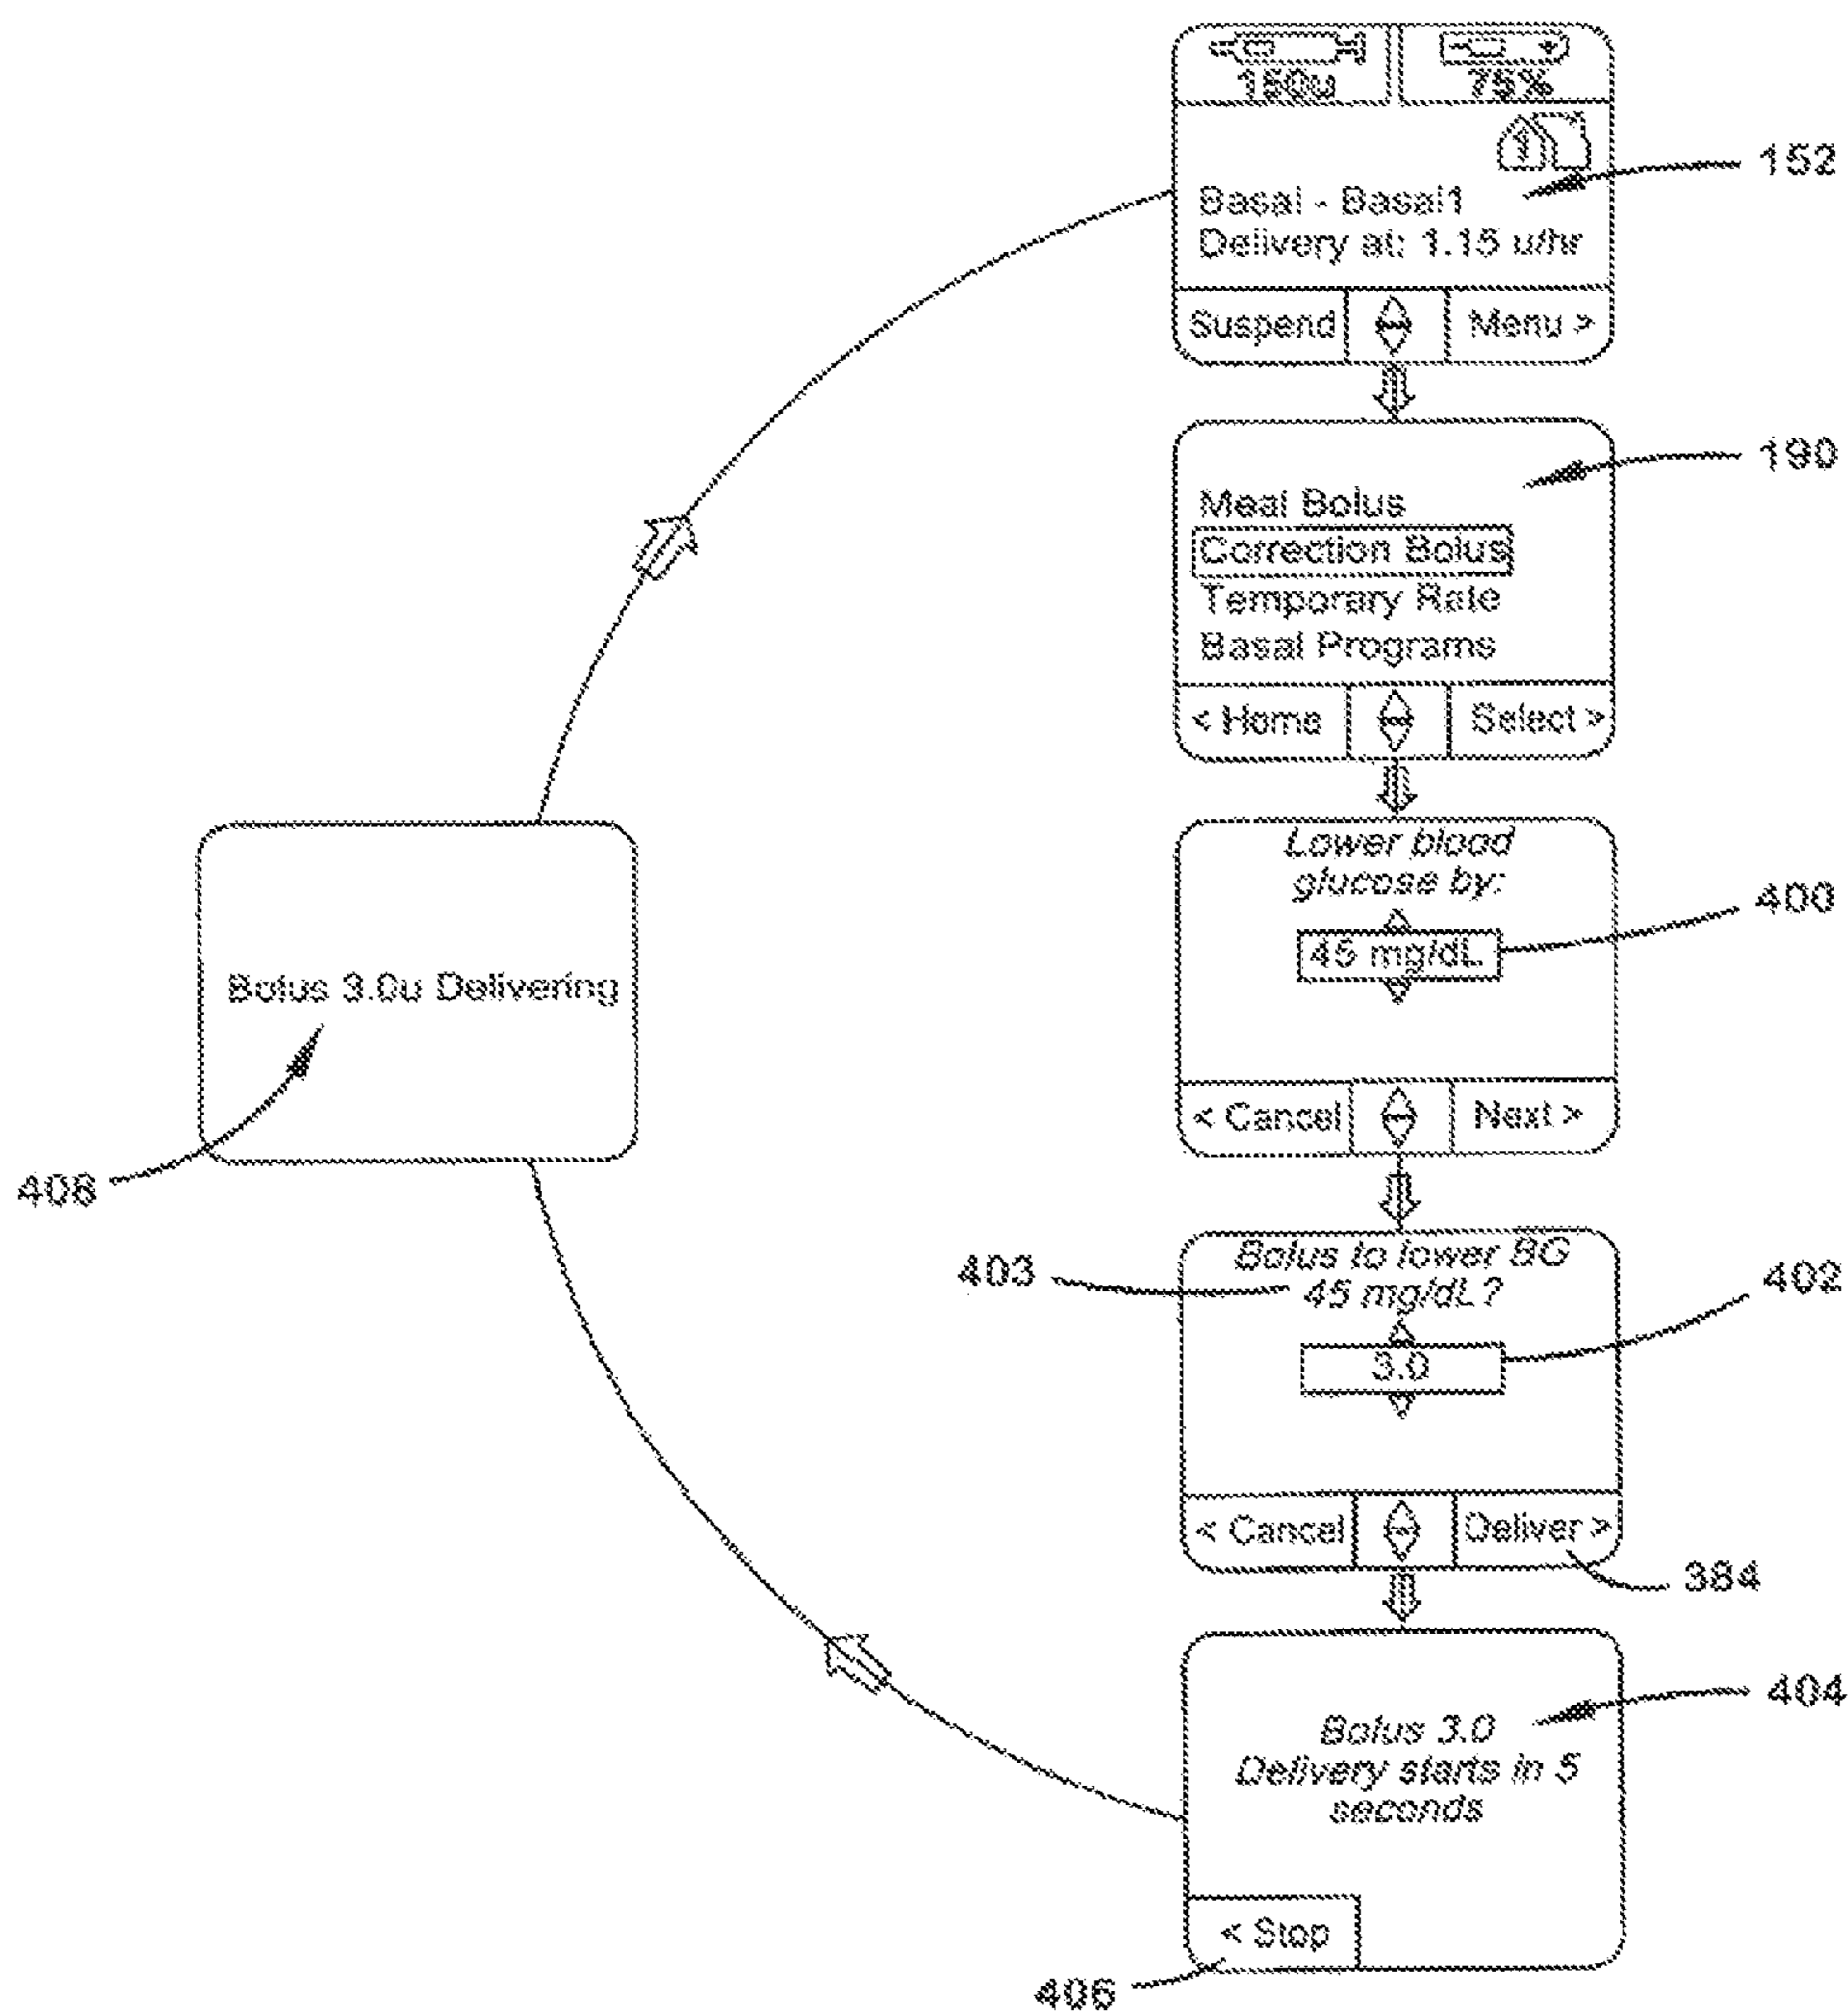 150u 75%
1
152
Basal - Basal1
Delivery at: 1.15 u/hr
Suspend Menu >
190
Meal Bolus
Correction Bolus
Temporary Rate
Basal Programs
< Home Select >
Lower blood
glucose by:
400
45 mg/dL
< Cancel Next >
Bolus 3.0u Delivering
408
403
Bolus to lower BG
45 mg/dL?
402
3.0
< Cancel Deliver >
384
404
Bolus 3.0
Delivery starts in 5
seconds
< Stop
406